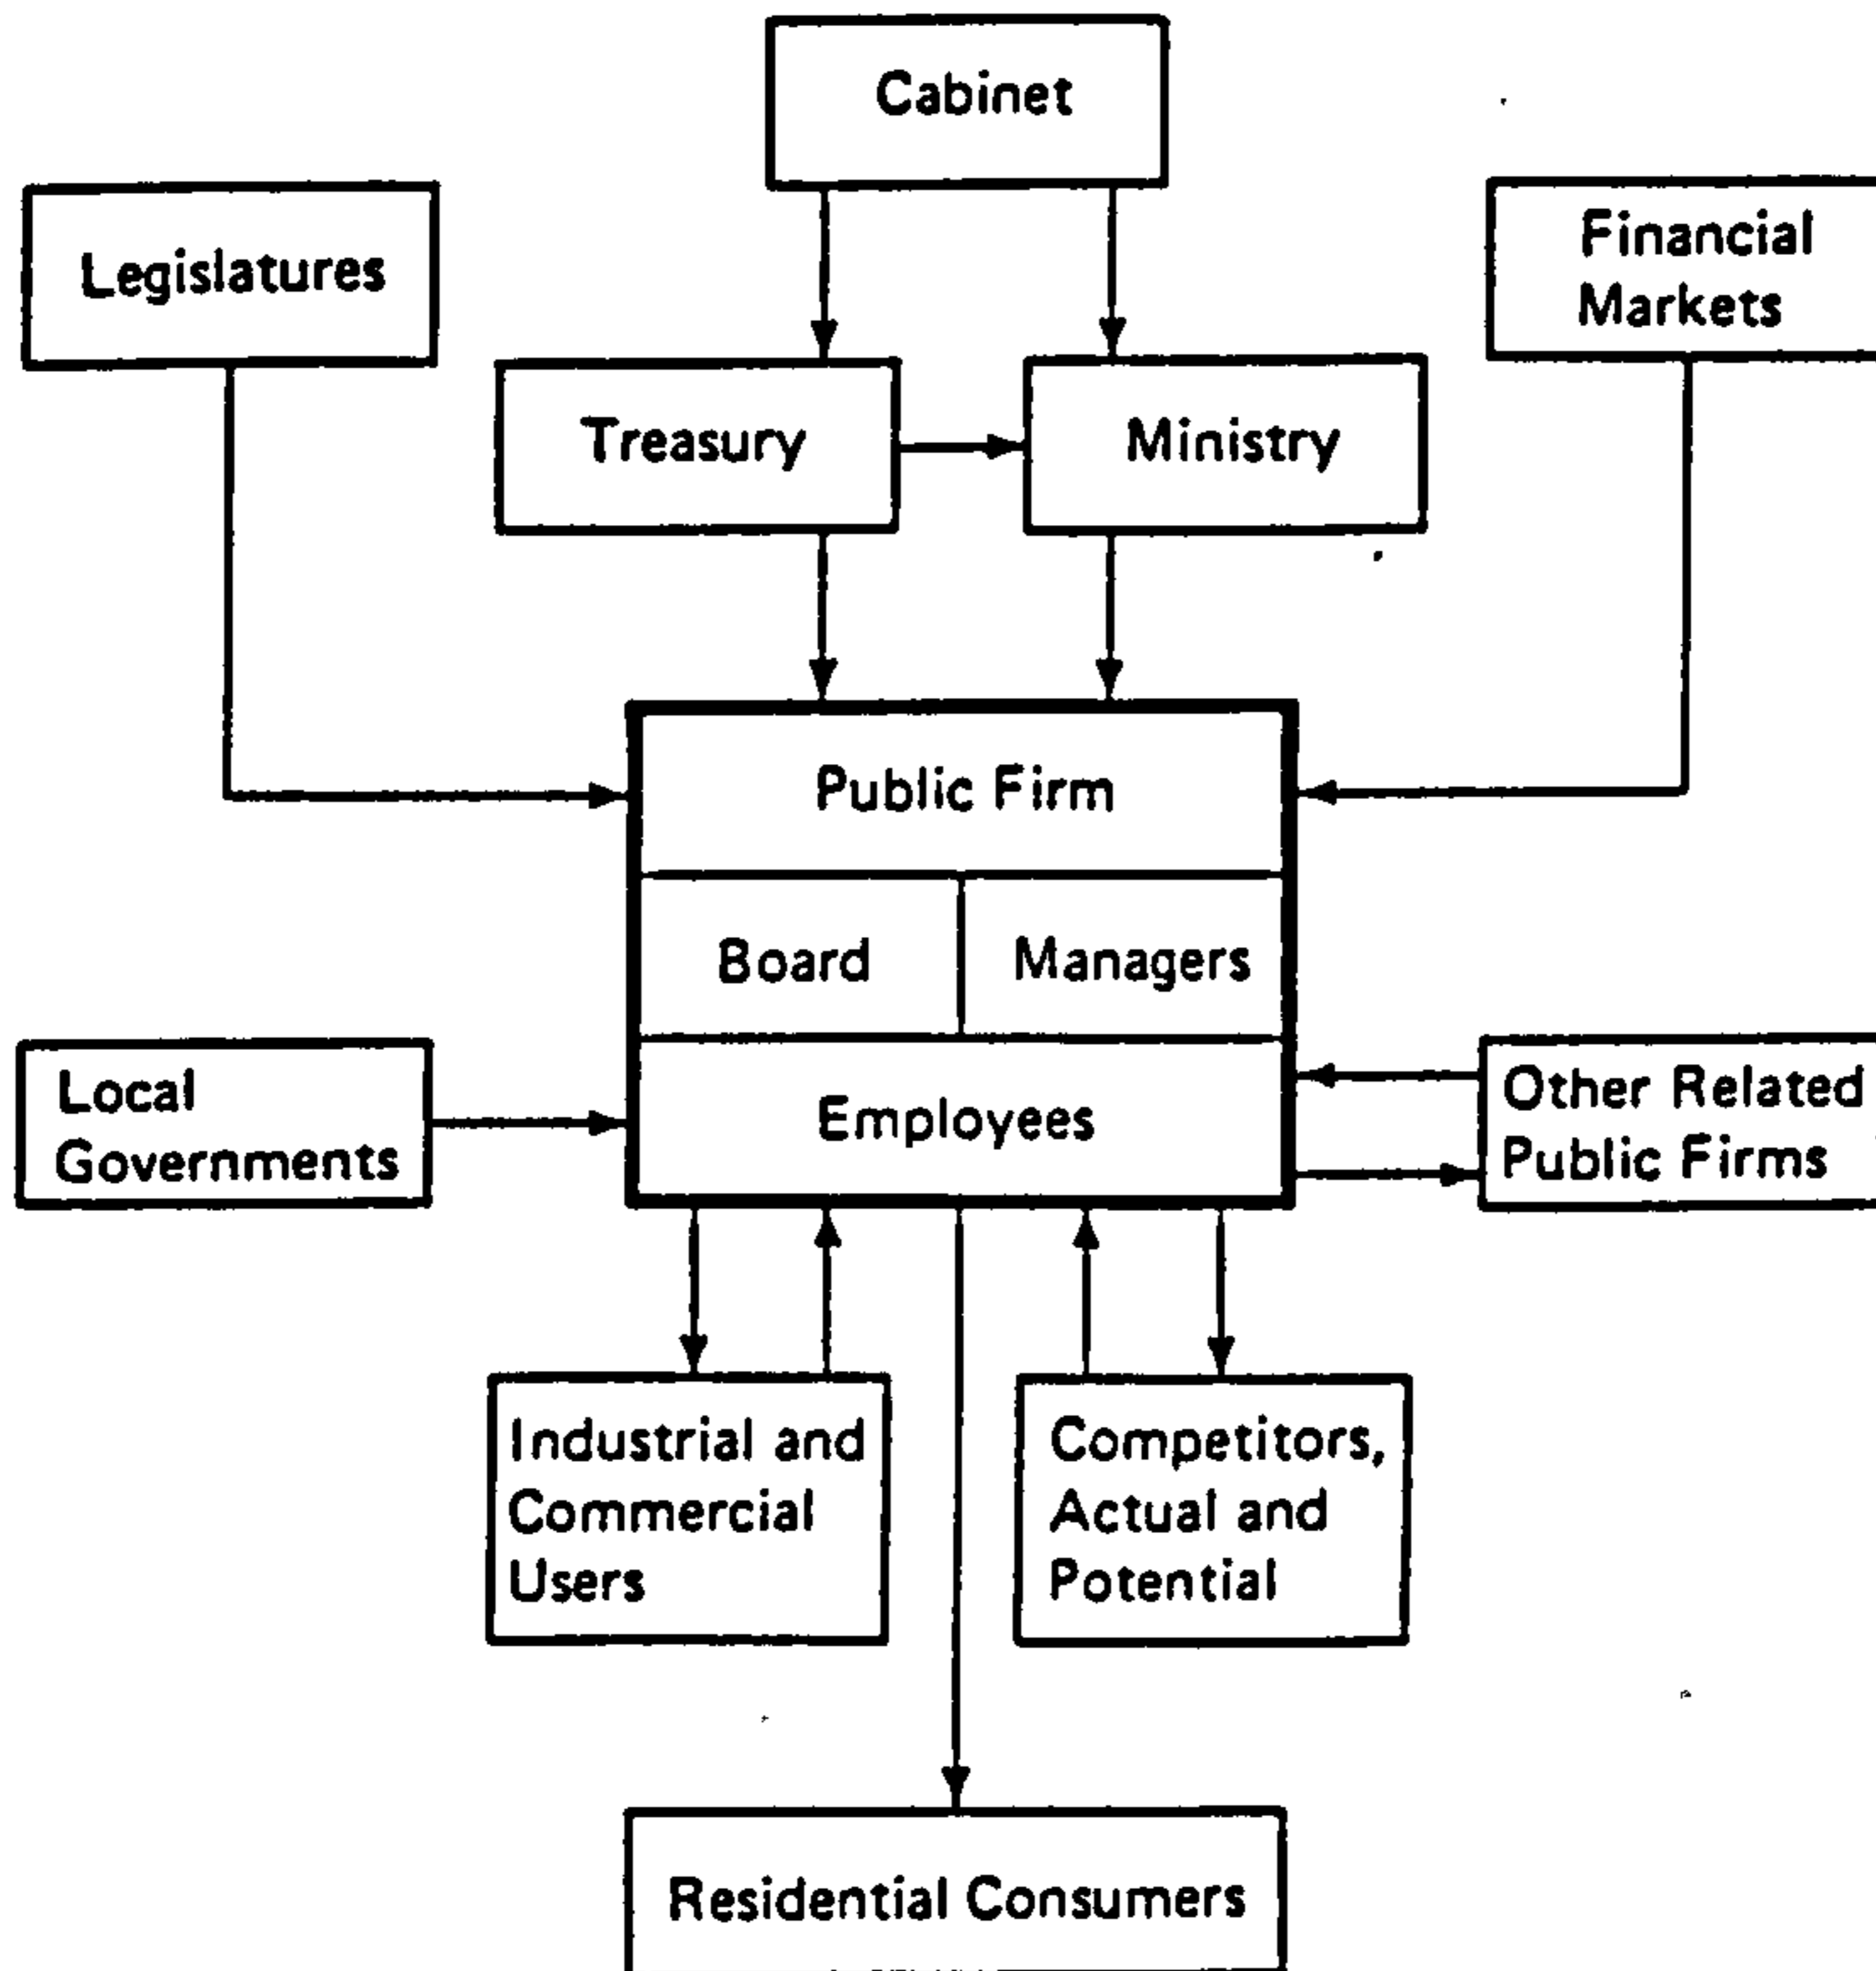 Cabinet
Legislatures
Financial
Markets
Treasury
Ministry
Public Firm
Board
Managers
Local
Governments
Employees
Other Related
Public Firms
Industrial and
Commercial
Users
Competitors,
Actual and
Potential
Residential Consumers